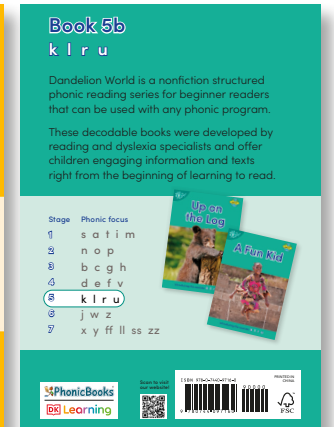 Book 5b
k l r u
Dandelion World is a nonfiction structured
phonic reading series for beginner readers
that can be used with any phonic program.
These decodable books were developed by
reading and dyslexia specialists and offer
children engaging information and texts
right from the beginning of learning to read.
Stage Phonic focus
1 s a t i m
2 n o p
3 b c g h
4 d e f v
5 k l r u
6 j w z
7 x y ff ll ss zz
Up on
the Log
A Fun Kid
PhonicBooks
DK Learning
Scan to visit
our website!
90000
PRINTED IN
CHINA
FSC